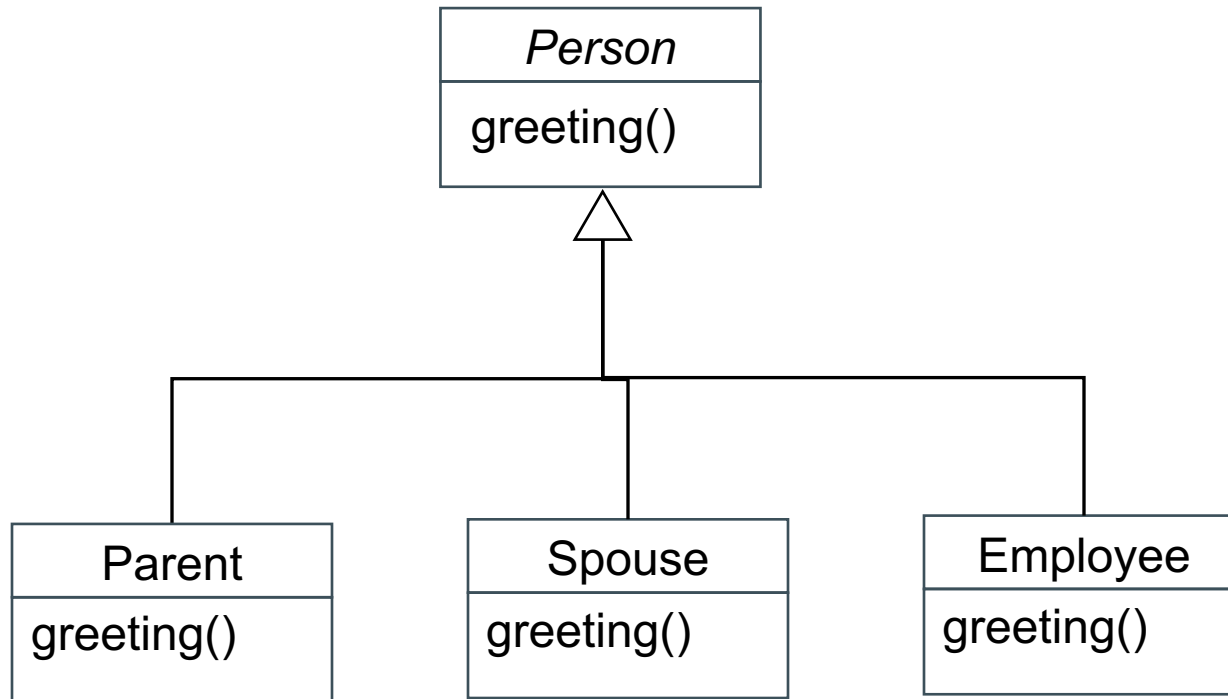 Person
greeting()
Parent
greeting()
Spouse
greeting()
Employee
greeting()